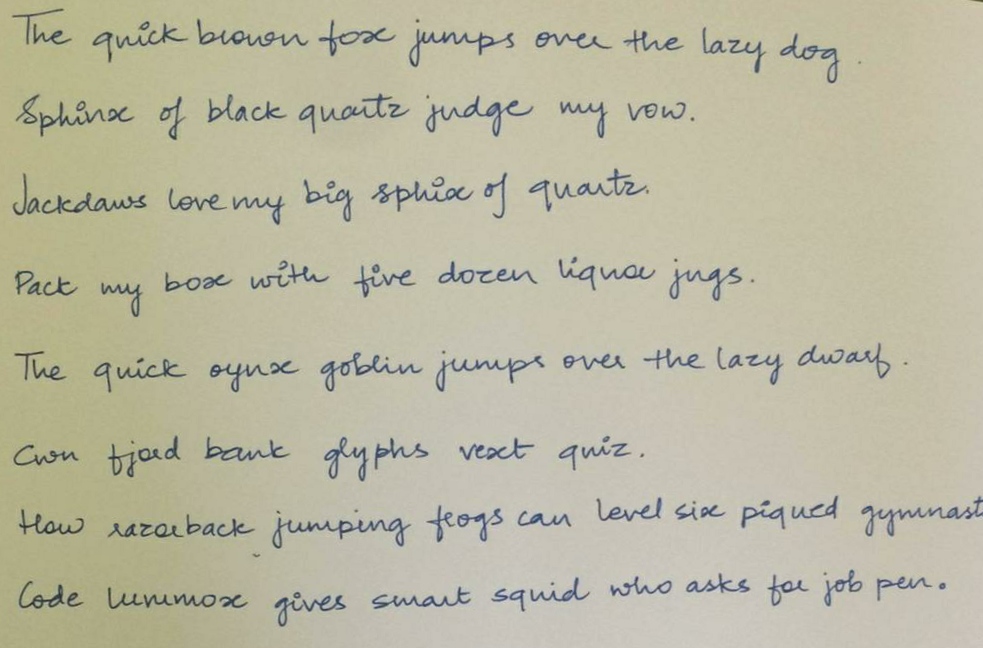 The quick brown fox jumps over the lazy dog.
Sphinx of black quartz judge my vow.
Jackdaws love my big sphix of quartz.
Pack my box with five dozen liquor jugs.
The quick oynx goblin jumps over the lazy dwarf.
Cwn fjord bank glyphs vext quiz.
How razorback jumping frogs can level six piqued gymnast
Code lummox gives smart squid who asks for job pen.